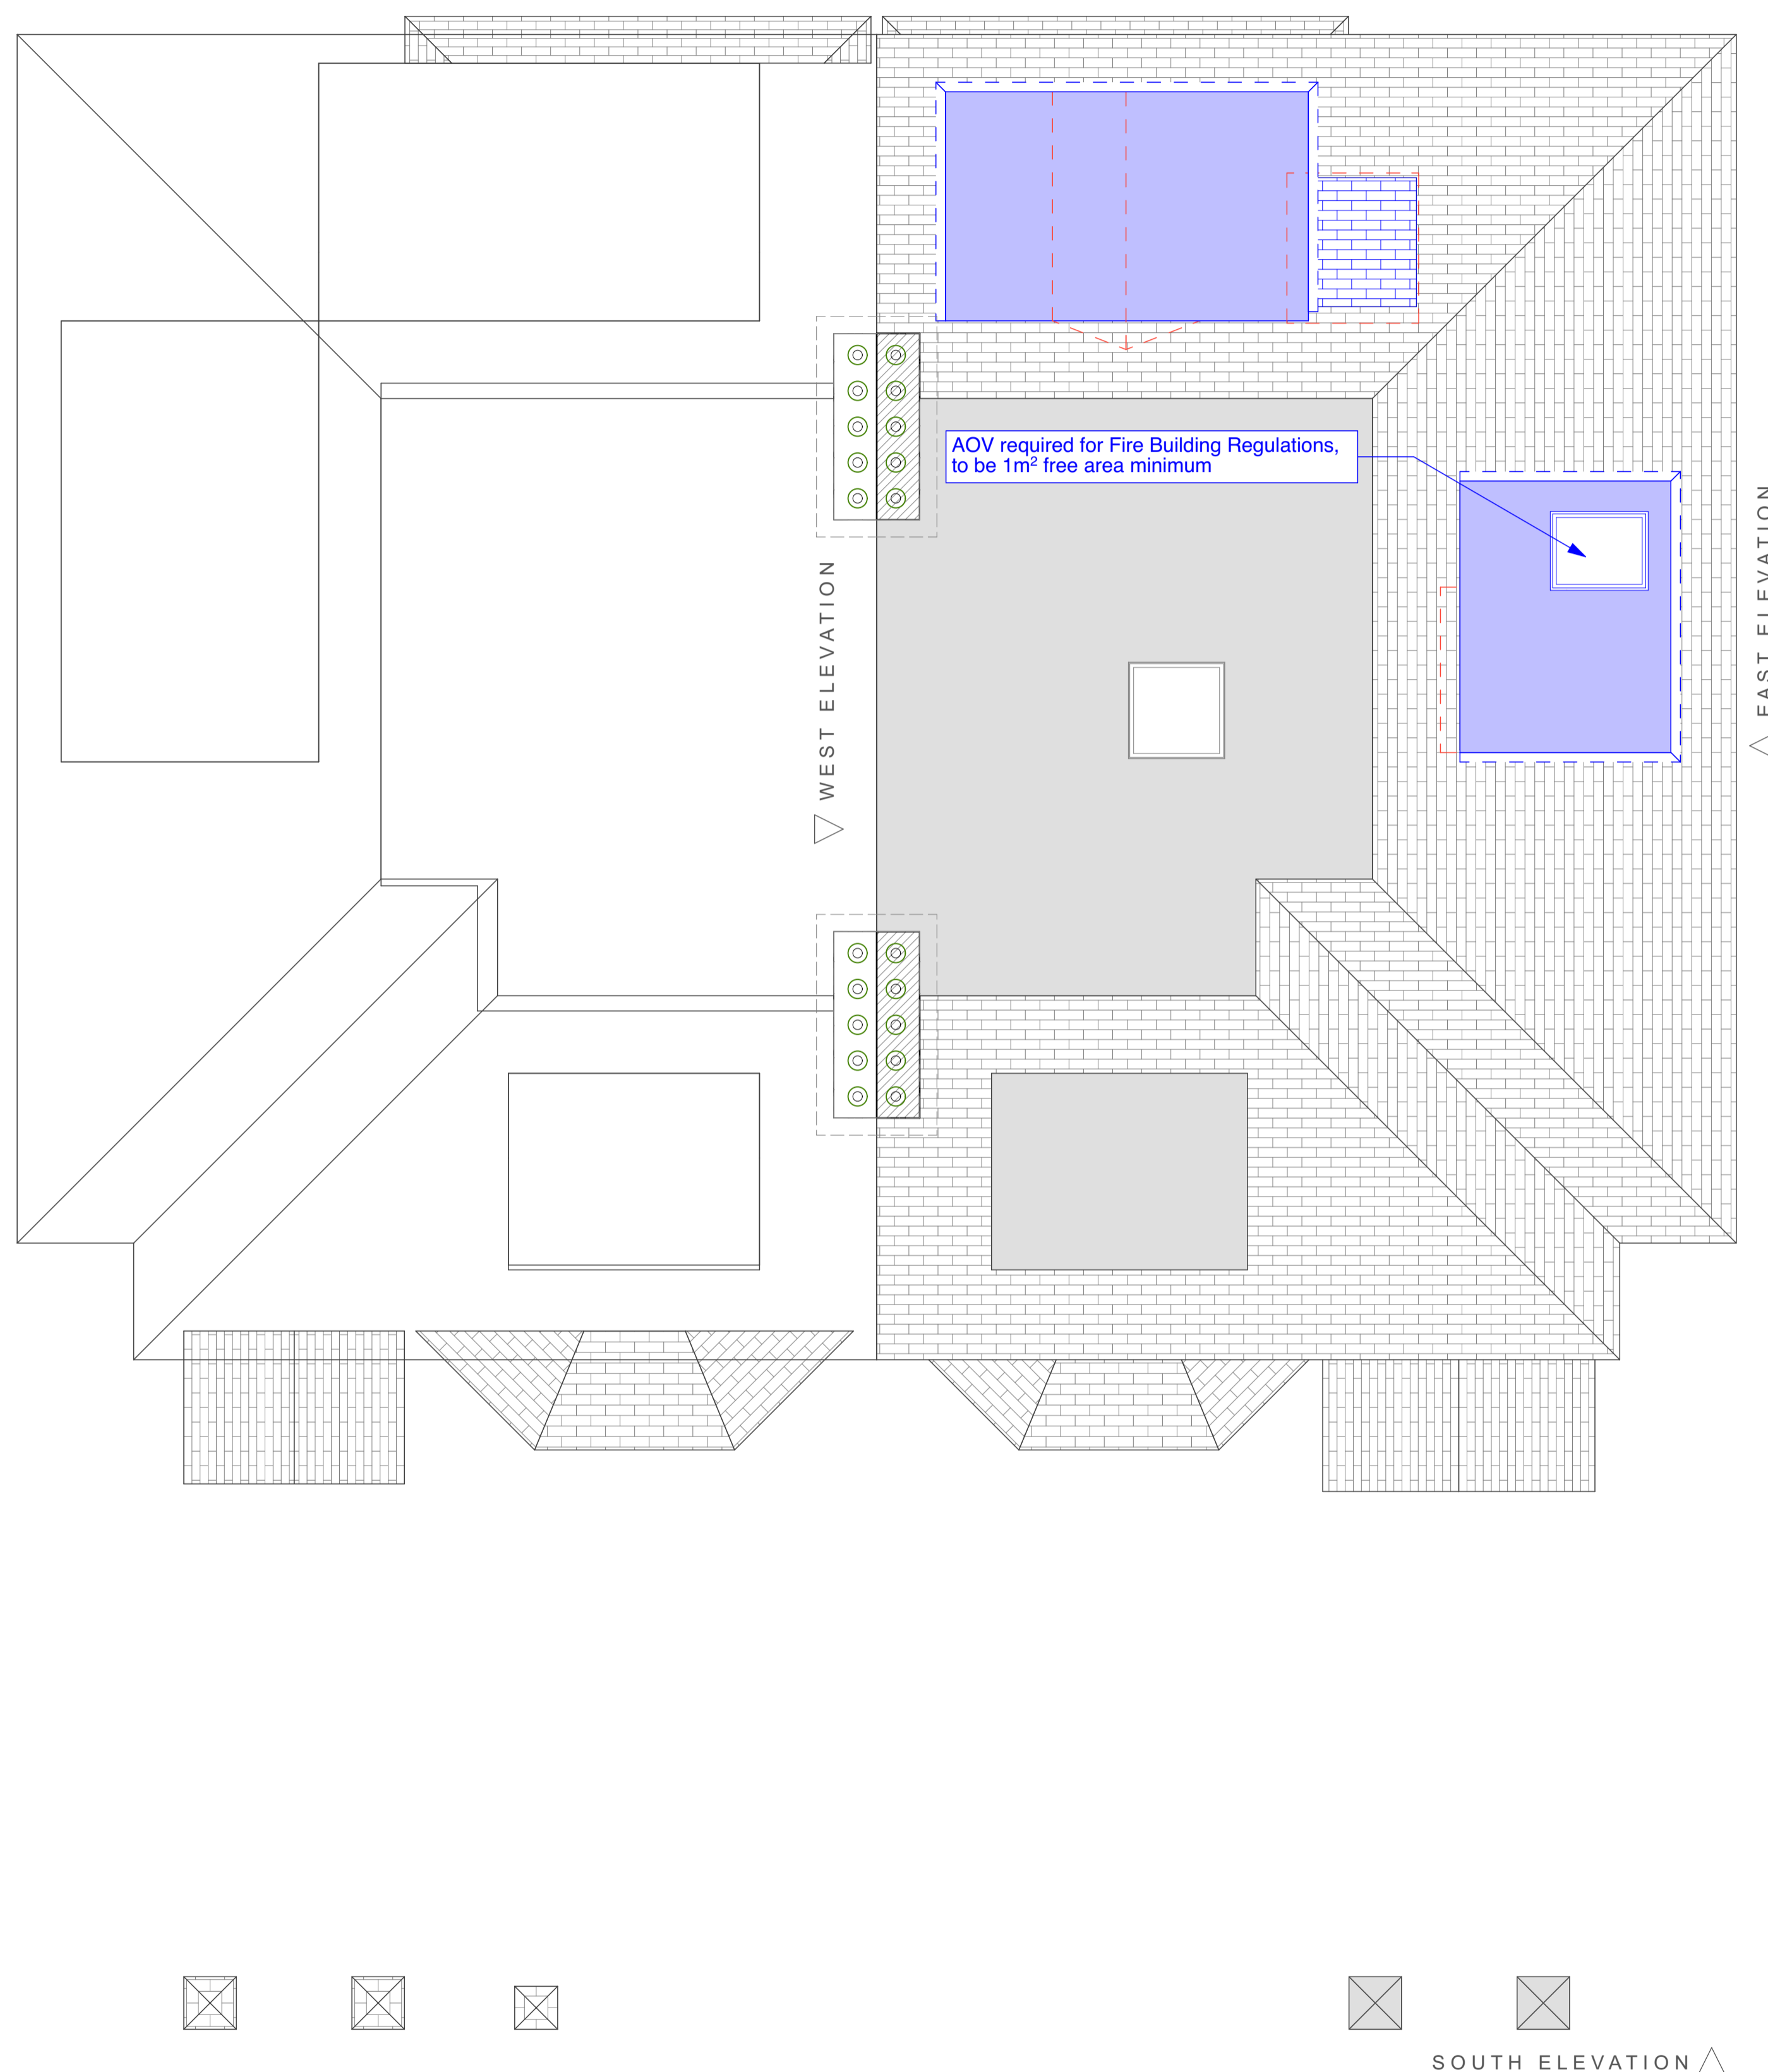 AOV required for Fire Building Regulations,
to be 1m² free area minimum
WEST ELEVATION
EAST ELEVATION
SOUTH ELEVATION